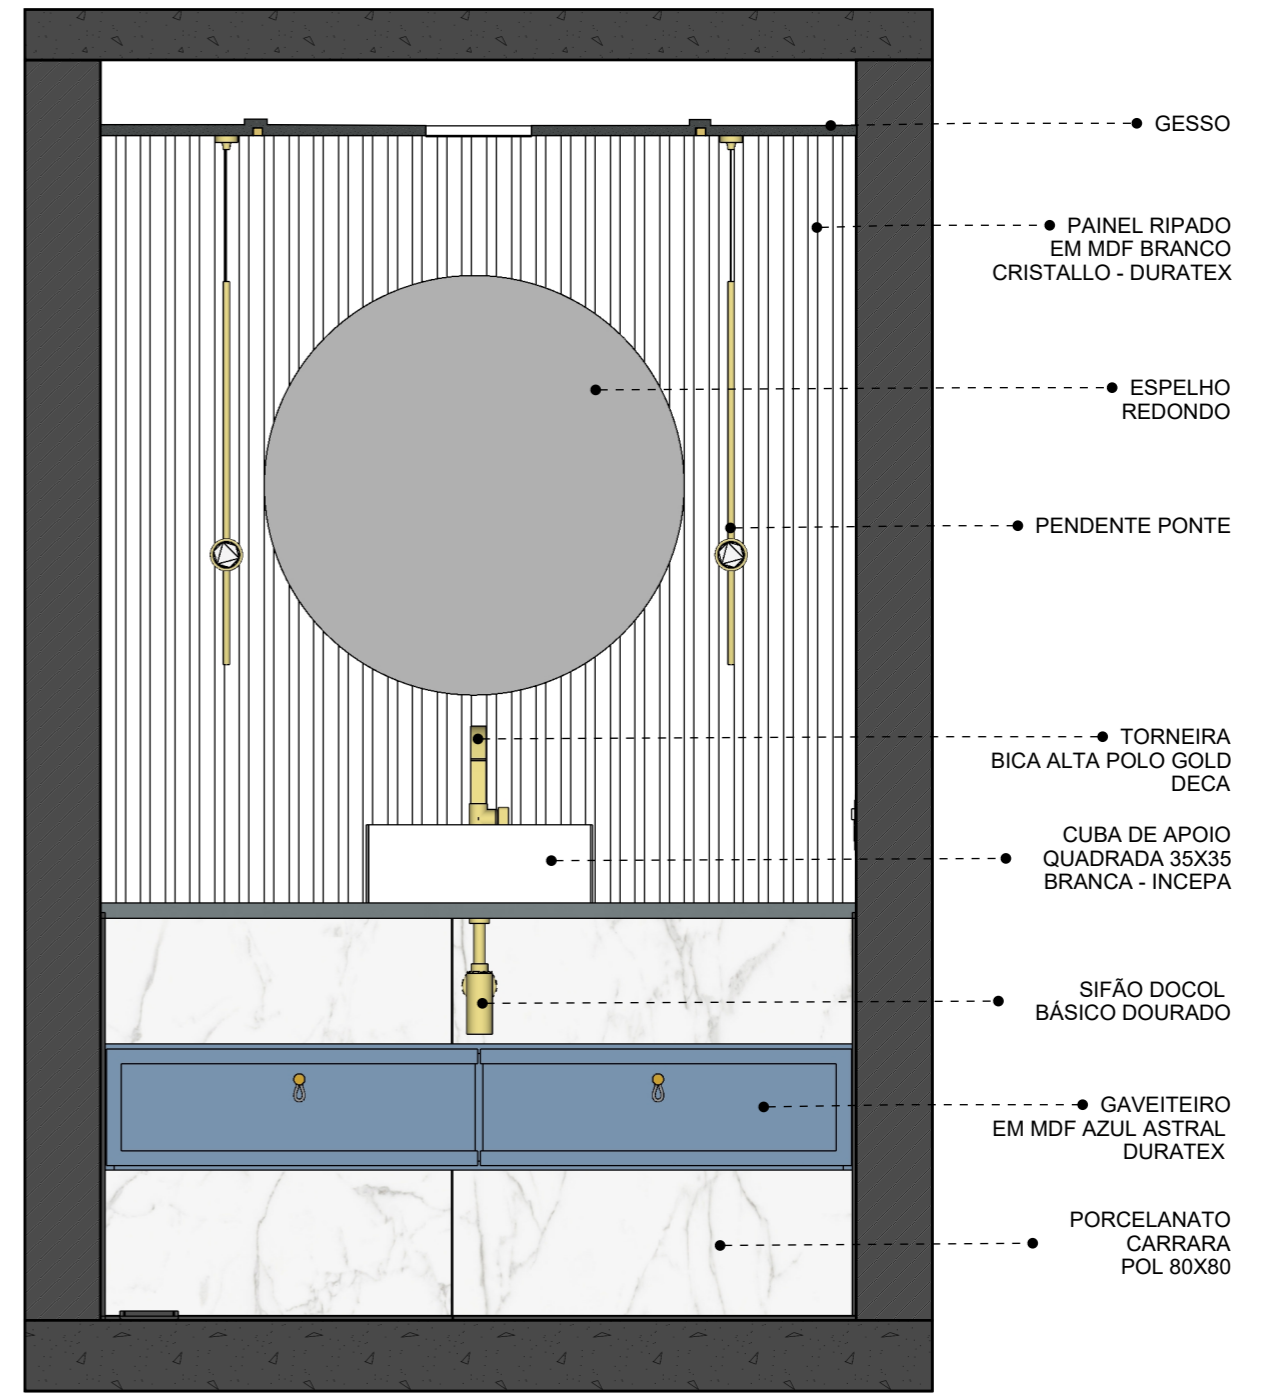 GESSO
PAINEL RIPADO
EM MDF BRANCO
CRISTALLO - DURATEX
ESPELHO
REDONDO
PENDENTE PONTE
TORNEIRA
BICA ALTA POLO GOLD
DECA
CUBA DE APOIO
QUADRADA 35X35
BRANCA - INCEPA
SIFÃO DOCOL
BÁSICO DOURADO
GAVEITEIRO
EM MDF AZUL ASTRAL
DURATEX
PORCELANATO
CARRARA
POL 80X80